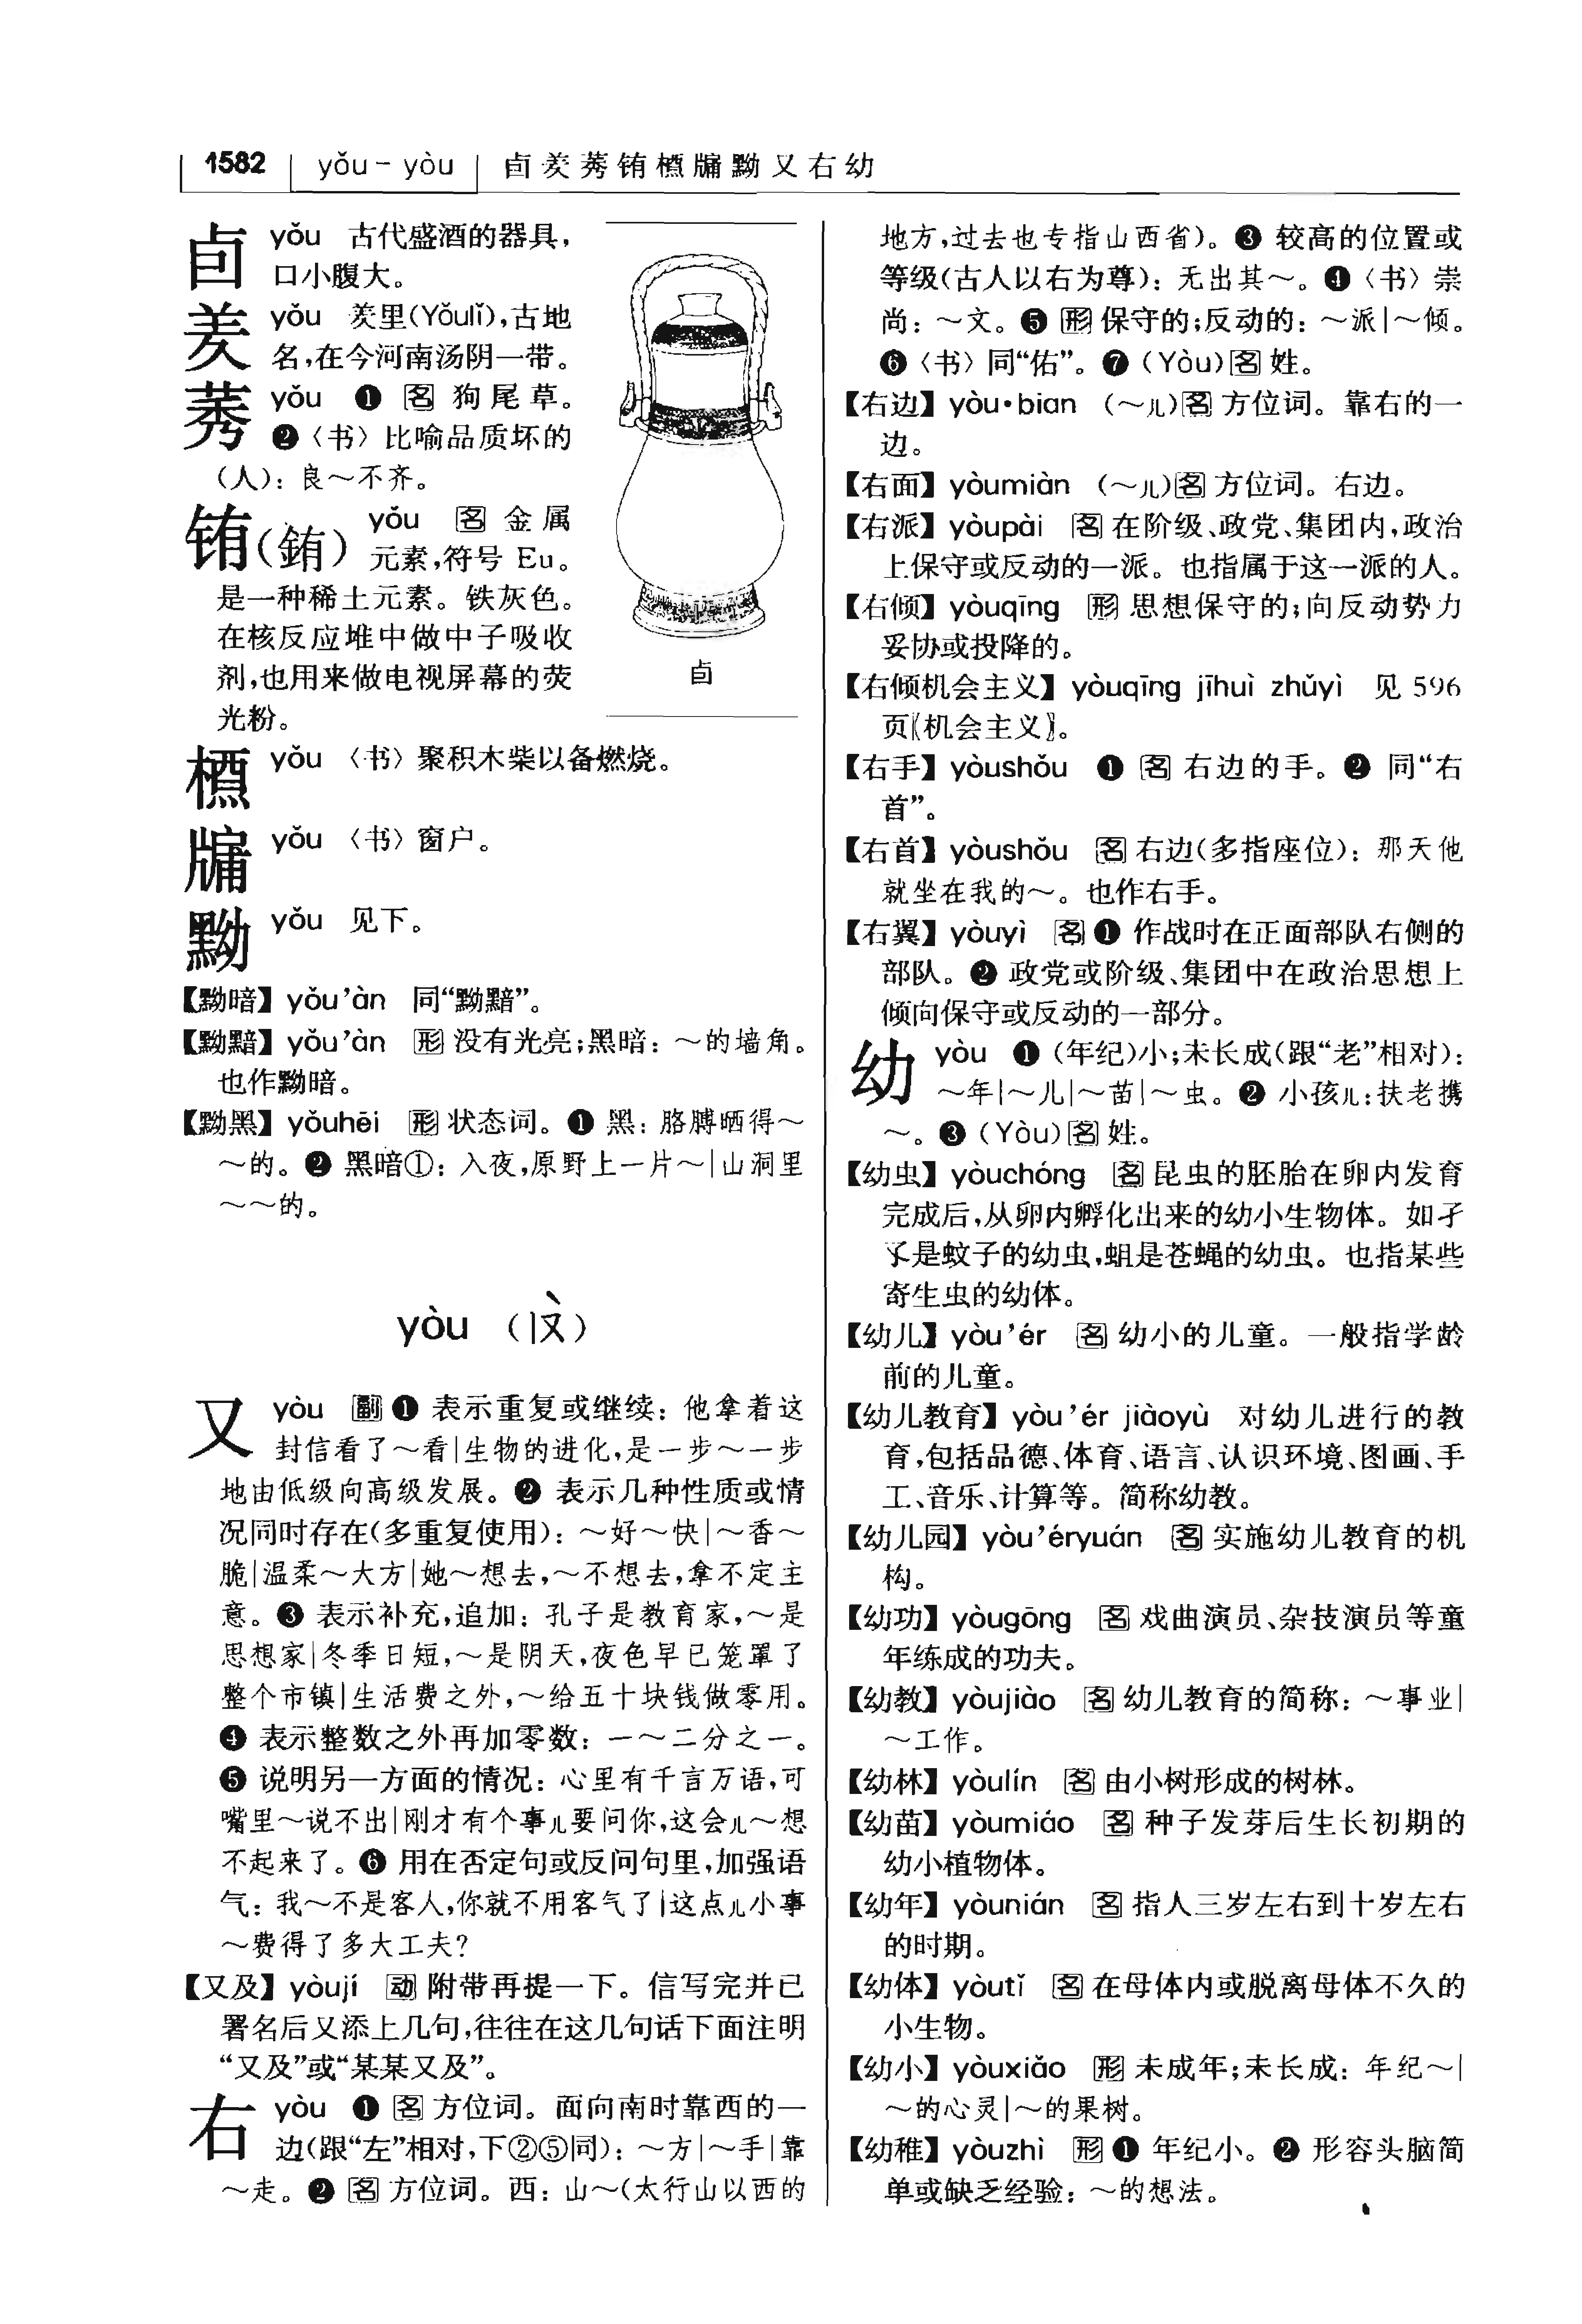 1582 yǒu – yòu 卣羑莠铕槱牖黝又右幼
卣 yǒu 古代盛酒的器具，
口小腹大。
羑 yǒu 羑里(Yǒulǐ)，古地
名，在今河南汤阴一带。
莠 yǒu ❶ 名 狗尾草。
❷〈书〉比喻品质坏的
（人）：良～不齐。
铕(銪) yǒu 名 金属
元素，符号 Eu。
是一种稀土元素。铁灰色。
在核反应堆中做中子吸收
剂，也用来做电视屏幕的荧
光粉。
卣
槱 yǒu 〈书〉聚积木柴以备燃烧。
牖 yǒu 〈书〉窗户。
黝 yǒu 见下。
【黝暗】yǒu’àn 同“黝黯”。
【黝黯】yǒu’àn 形 没有光亮；黑暗：～的墙角。
也作黝暗。
【黝黑】yǒuhēi 形 状态词。❶ 黑：胳膊晒得～
～的。❷ 黑暗①：入夜，原野上一片～|山洞里
～～的。
yòu （ㄧㄡˋ）
又 yòu 副 ❶ 表示重复或继续：他拿着这
封信看了～看|生物的进化，是一步～一步
地由低级向高级发展。❷ 表示几种性质或情
况同时存在（多重复使用）：～好～快|～香～
脆|温柔～大方|她～想去，～不想去，拿不定主
意。❸ 表示补充，追加：孔子是教育家，～是
思想家|冬季日短，～是阴天，夜色早已笼罩了
整个市镇|生活费之外，～给五十块钱做零用。
❹ 表示整数之外再加零数：一～二分之一。
❺ 说明另一方面的情况：心里有千言万语，可
嘴里～说不出|刚才有个事儿要问你，这会儿～想
不起来了。❻ 用在否定句或反问句里，加强语
气：我～不是客人，你就不用客气了|这点儿小事
～费得了多大工夫？
【又及】yòují 动 附带再提一下。信写完并已
署名后又添上几句，往往在这几句话下面注明
“又及”或“某某又及”。
右 yòu ❶ 名 方位词。面向南时靠西的一
边（跟“左”相对，下②⑤同）：～方|～手|靠
～走。❷ 名 方位词。西：山～（太行山以西的
地方，过去也专指山西省）。❸ 较高的位置或
等级（古人以右为尊）：无出其～。❹〈书〉崇
尚：～文。❺ 形 保守的；反动的：～派|～倾。
❻〈书〉同“佑”。❼（Yòu）名 姓。
【右边】yòu•bian （～儿）名 方位词。靠右的一
边。
【右面】yòumiàn （～儿）名 方位词。右边。
【右派】yòupài 名 在阶级、政党、集团内，政治
上保守或反动的一派。也指属于这一派的人。
【右倾】yòuqīng 形 思想保守的；向反动势力
妥协或投降的。
【右倾机会主义】yòuqīng jīhuì zhǔyì 见 596
页〖机会主义〗。
【右手】yòushǒu ❶ 名 右边的手。❷ 同“右
首”。
【右首】yòushǒu 名 右边（多指座位）：那天他
就坐在我的～。也作右手。
【右翼】yòuyì 名 ❶ 作战时在正面部队右侧的
部队。❷ 政党或阶级、集团中在政治思想上
倾向保守或反动的一部分。
幼 yòu ❶（年纪）小；未长成（跟“老”相对）：
～年|～儿|～苗|～虫。❷ 小孩儿：扶老携
～。❸（Yòu）名 姓。
【幼虫】yòuchóng 名 昆虫的胚胎在卵内发育
完成后，从卵内孵化出来的幼小生物体。如孑
孓是蚊子的幼虫，蛆是苍蝇的幼虫。也指某些
寄生虫的幼体。
【幼儿】yòu’ér 名 幼小的儿童。一般指学龄
前的儿童。
【幼儿教育】yòu’ér jiàoyù 对幼儿进行的教
育，包括品德、体育、语言、认识环境、图画、手
工、音乐、计算等。简称幼教。
【幼儿园】yòu’éryuán 名 实施幼儿教育的机
构。
【幼功】yòugōng 名 戏曲演员、杂技演员等童
年练成的功夫。
【幼教】yòujiào 名 幼儿教育的简称：～事业|
～工作。
【幼林】yòulín 名 由小树形成的树林。
【幼苗】yòumiáo 名 种子发芽后生长初期的
幼小植物体。
【幼年】yòunián 名 指人三岁左右到十岁左右
的时期。
【幼体】yòutǐ 名 在母体内或脱离母体不久的
小生物。
【幼小】yòuxiǎo 形 未成年；未长成：年纪～|
～的心灵|～的果树。
【幼稚】yòuzhì 形 ❶ 年纪小。❷ 形容头脑简
单或缺乏经验：～的想法。